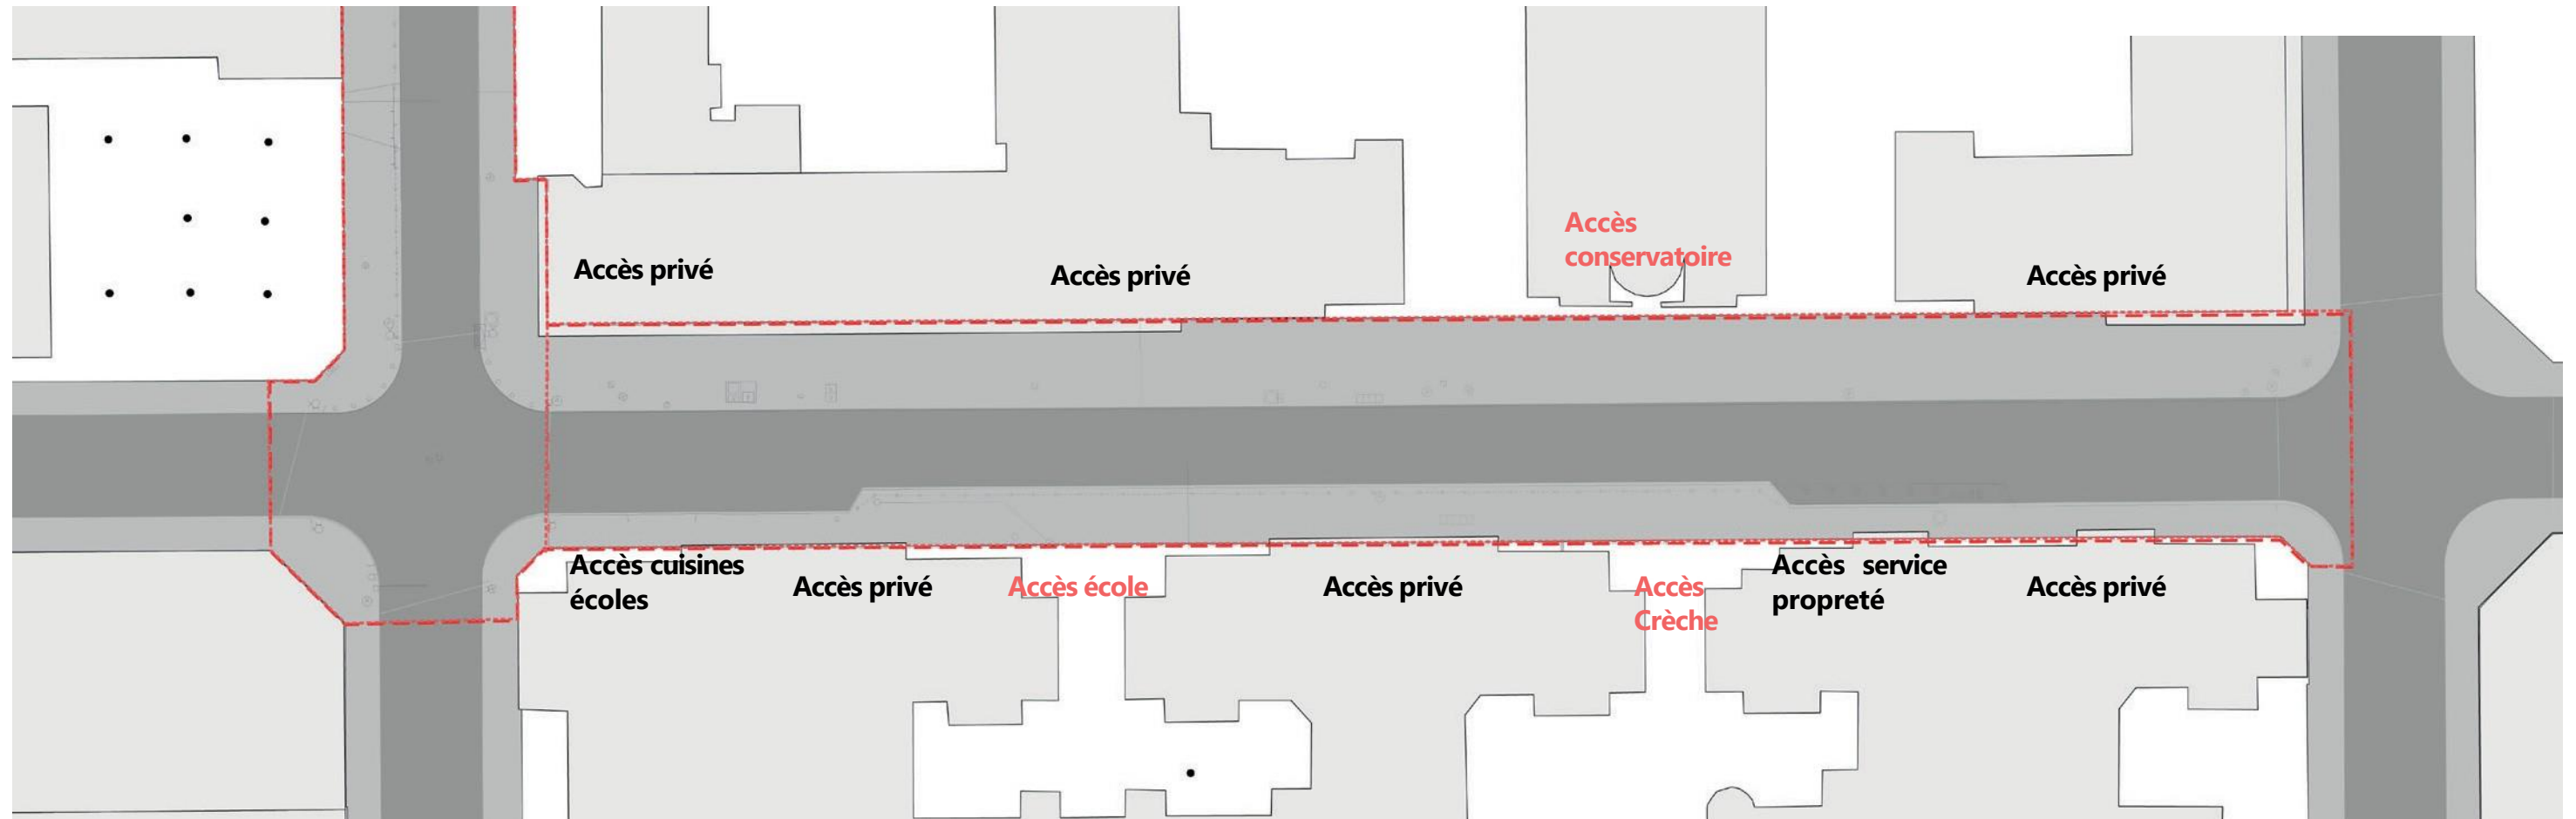 Accès
conservatoire
Accès privé
Accès privé
Accès privé
Accès cuisines
écoles
Accès privé
Accès école
Accès privé
Accès
Crèche
Accès service
propreté
Accès privé